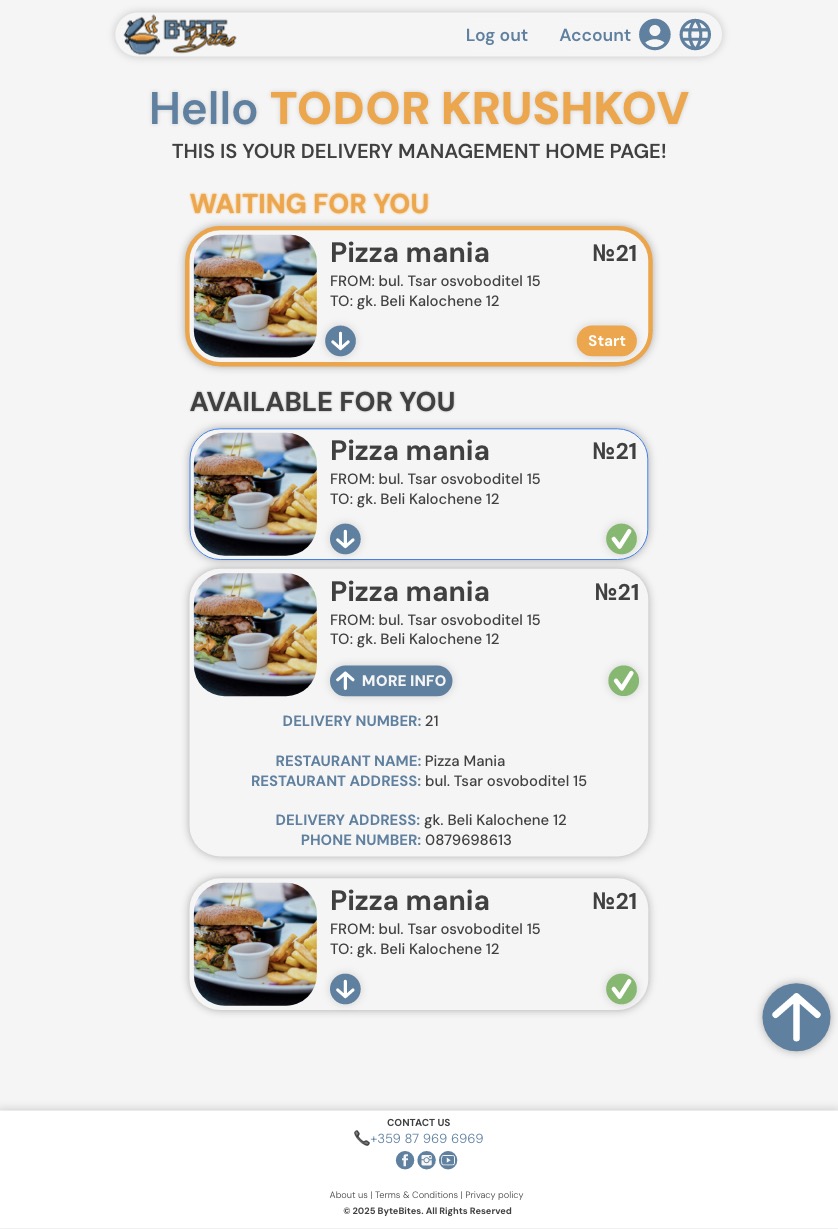 BYTE
Bites
Log out Account
Hello TODOR KRUSHKOV
THIS IS YOUR DELIVERY MANAGEMENT HOME PAGE!
WAITING FOR YOU
Pizza mania №21
FROM: bul. Tsar osvoboditel 15
TO: gk. Beli Kalochene 12
Start
AVAILABLE FOR YOU
Pizza mania №21
FROM: bul. Tsar osvoboditel 15
TO: gk. Beli Kalochene 12
Pizza mania №21
FROM: bul. Tsar osvoboditel 15
TO: gk. Beli Kalochene 12
MORE INFO
DELIVERY NUMBER: 21
RESTAURANT NAME: Pizza Mania
RESTAURANT ADDRESS: bul. Tsar osvoboditel 15
DELIVERY ADDRESS: gk. Beli Kalochene 12
PHONE NUMBER: 0879698613
Pizza mania №21
FROM: bul. Tsar osvoboditel 15
TO: gk. Beli Kalochene 12
CONTACT US
+359 87 969 6969
About us | Terms & Conditions | Privacy policy
© 2025 ByteBites. All Rights Reserved